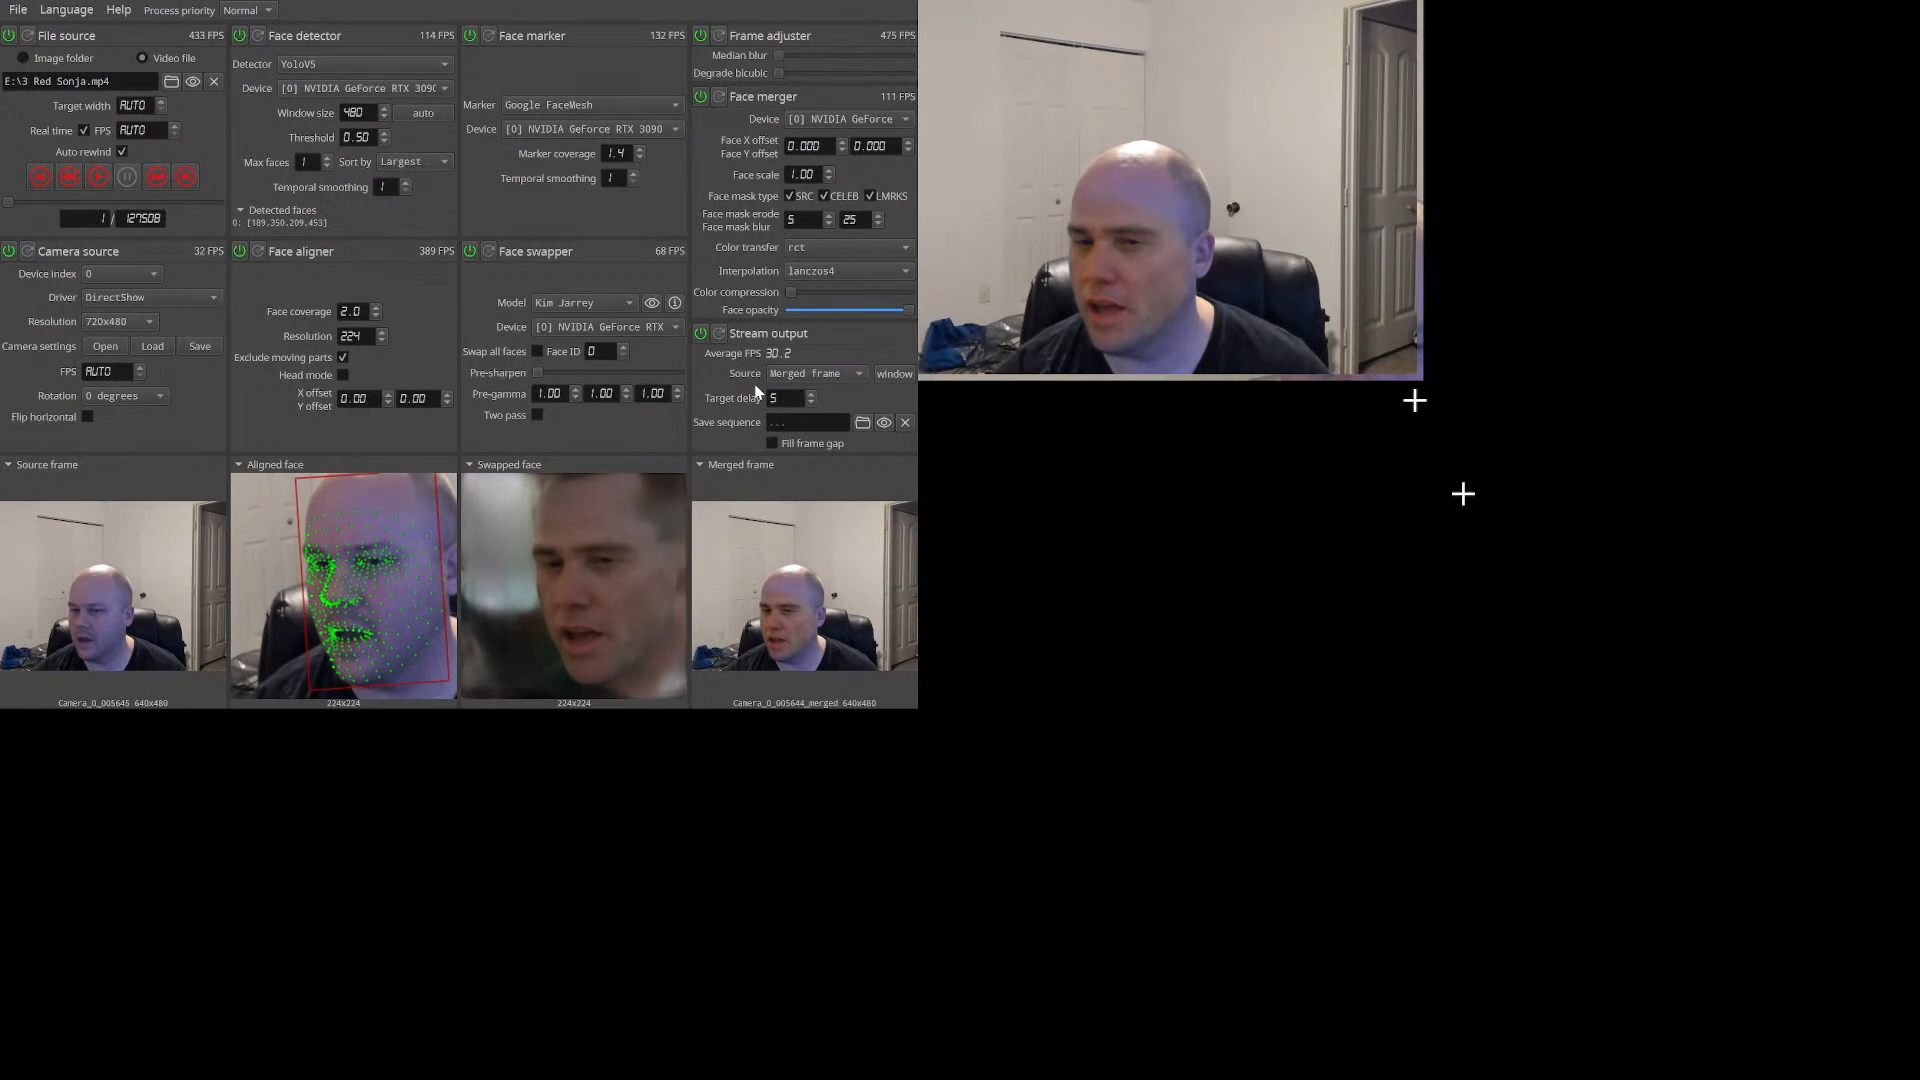 File Language Help Process priority Normal
File source 433 FPS
Image folder Video file
E:\3 Red Sonja.mp4
Target width AUTO
Real time FPS AUTO
Auto rewind
1 / 127508
Camera source 32 FPS
Device index 0
Driver DirectShow
Resolution 720x480
Camera settings Open Load Save
FPS AUTO
Rotation 0 degrees
Flip horizontal
Source frame
Camera_0_005645 640x480
Face detector 114 FPS
Detector YoloV5
Device [0] NVIDIA GeForce RTX 3090
Window size 480 auto
Threshold 0.50
Max faces 1 Sort by Largest
Temporal smoothing 1
Detected faces
0: [189,350,209,453]
Face aligner 389 FPS
Face coverage 2.0
Resolution 224
Exclude moving parts
Head mode
X offset
Y offset
0.00 0.00
Aligned face
224x224
Face marker 132 FPS
Marker Google FaceMesh
Device [0] NVIDIA GeForce RTX 3090
Marker coverage 1.4
Temporal smoothing 1
Face swapper 68 FPS
Model Kim Jarrey
Device [0] NVIDIA GeForce RTX
Swap all faces Face ID 0
Pre-sharpen
Pre-gamma 1.00 1.00 1.00
Two pass
Swapped face
224x224
Frame adjuster 475 FPS
Median blur
Degrade bicubic
Face merger 111 FPS
Device [0] NVIDIA GeForce
Face X offset
Face Y offset
0.000 0.000
Face scale 1.00
Face mask type SRC CELEB LMRKS
Face mask erode
Face mask blur
5 25
Color transfer rct
Interpolation lanczos4
Color compression
Face opacity
Stream output
Average FPS 30.2
Source Merged frame window
Target delay 5
Save sequence ...
Fill frame gap
Merged frame
Camera_0_005644_merged 640x480